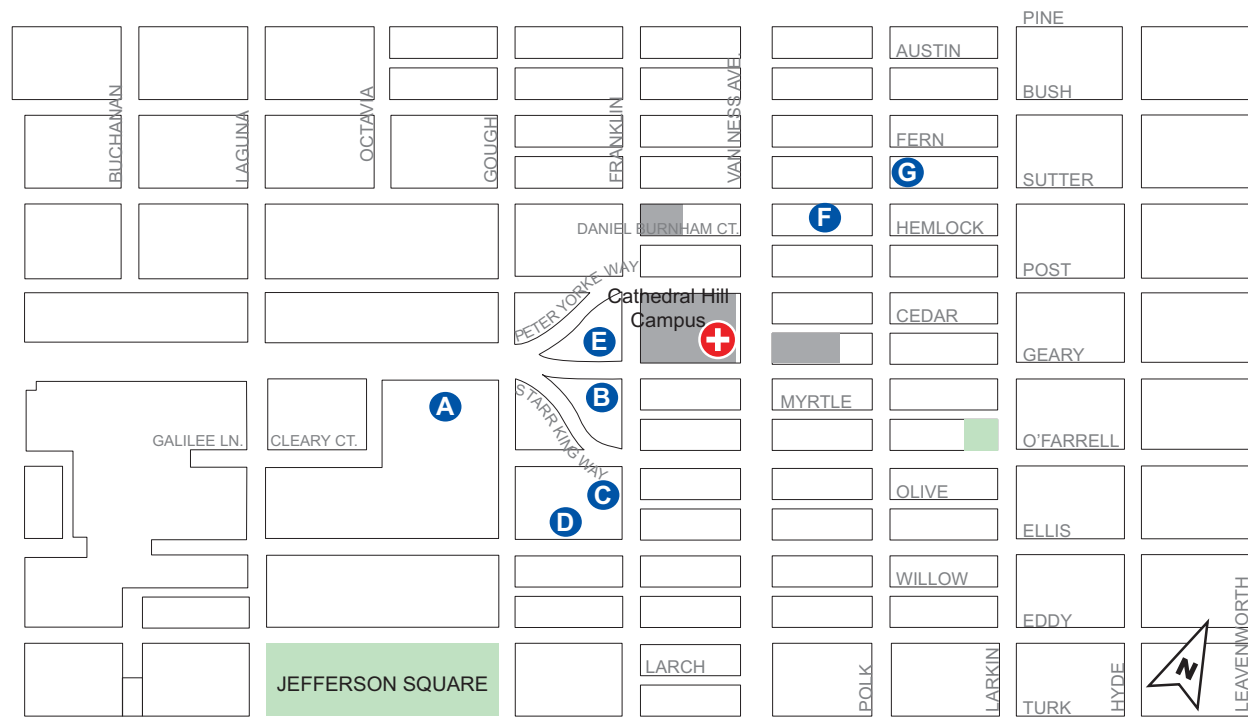 PINE
AUSTIN
BUSH
BUCHANAN
LAGUNA
OCTAVIA
GOUGH
FRANKLIN
VAN NESS AVE.
FERN
G
SUTTER
F
DANIEL BURNHAM CT.
HEMLOCK
POST
PETER YORKE WAY
Cathedral Hill
Campus
CEDAR
E
GEARY
A
B
MYRTLE
STARR KING WAY
GALILEE LN.
CLEARY CT.
O'FARRELL
C
OLIVE
D
ELLIS
WILLOW
EDDY
JEFFERSON SQUARE
LARCH
POLK
LARKIN
TURK
HYDE
N
LEAVENWORTH